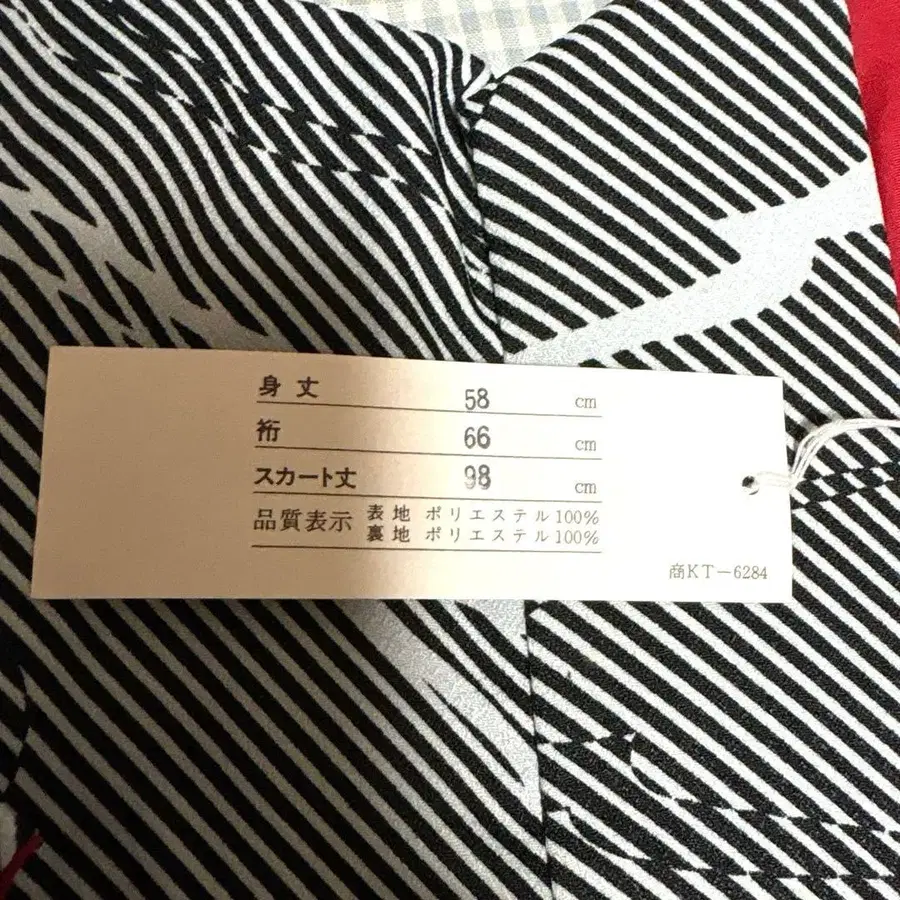 身丈 58 cm
裄 66 cm
スカート丈 98 cm
品質表示 表地 ポリエステル100%
裏地 ポリエステル100%
商KT-6284